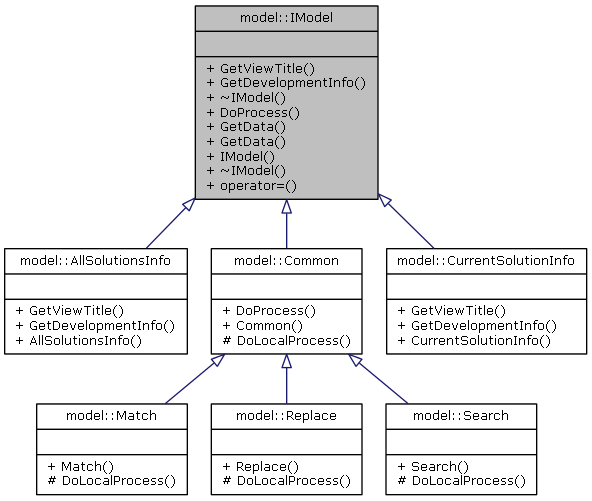 model::IModel
+ GetViewTitle()
+ GetDevelopmentInfo()
+ ~IModel()
+ DoProcess()
+ GetData()
+ GetData()
+ IModel()
+ ~IModel()
+ operator=()
model::AllSolutionsInfo
+ GetViewTitle()
+ GetDevelopmentInfo()
+ AllSolutionsInfo()
model::Common
+ DoProcess()
+ Common()
# DoLocalProcess()
model::CurrentSolutionInfo
+ GetViewTitle()
+ GetDevelopmentInfo()
+ CurrentSolutionInfo()
model::Match
+ Match()
# DoLocalProcess()
model::Replace
+ Replace()
# DoLocalProcess()
model::Search
+ Search()
# DoLocalProcess()